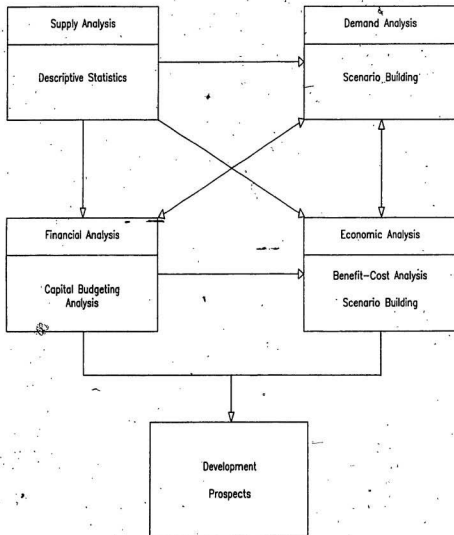 Supply Analysis
Descriptive Statistics
Demand Analysis
Scenario Building
Financial Analysis
Capital Budgeting
Analysis
Economic Analysis
Benefit-Cost Analysis
Scenario Building
Development
Prospects